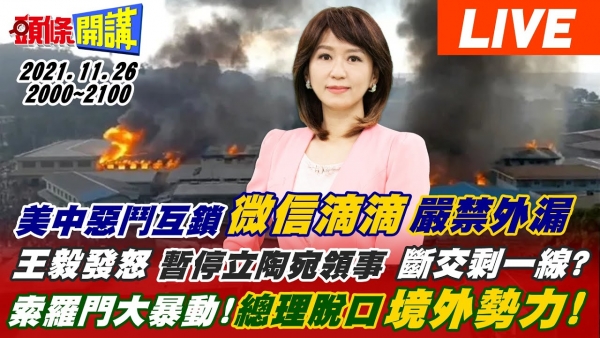 頭條開講
LIVE
2021.11.26
2000~2100
美中惡鬥互鎖 微信滴滴 嚴禁外漏
王毅發怒 暫停立陶宛領事 斷交剩一線?
索羅門大暴動!總理脫口 境外勢力!